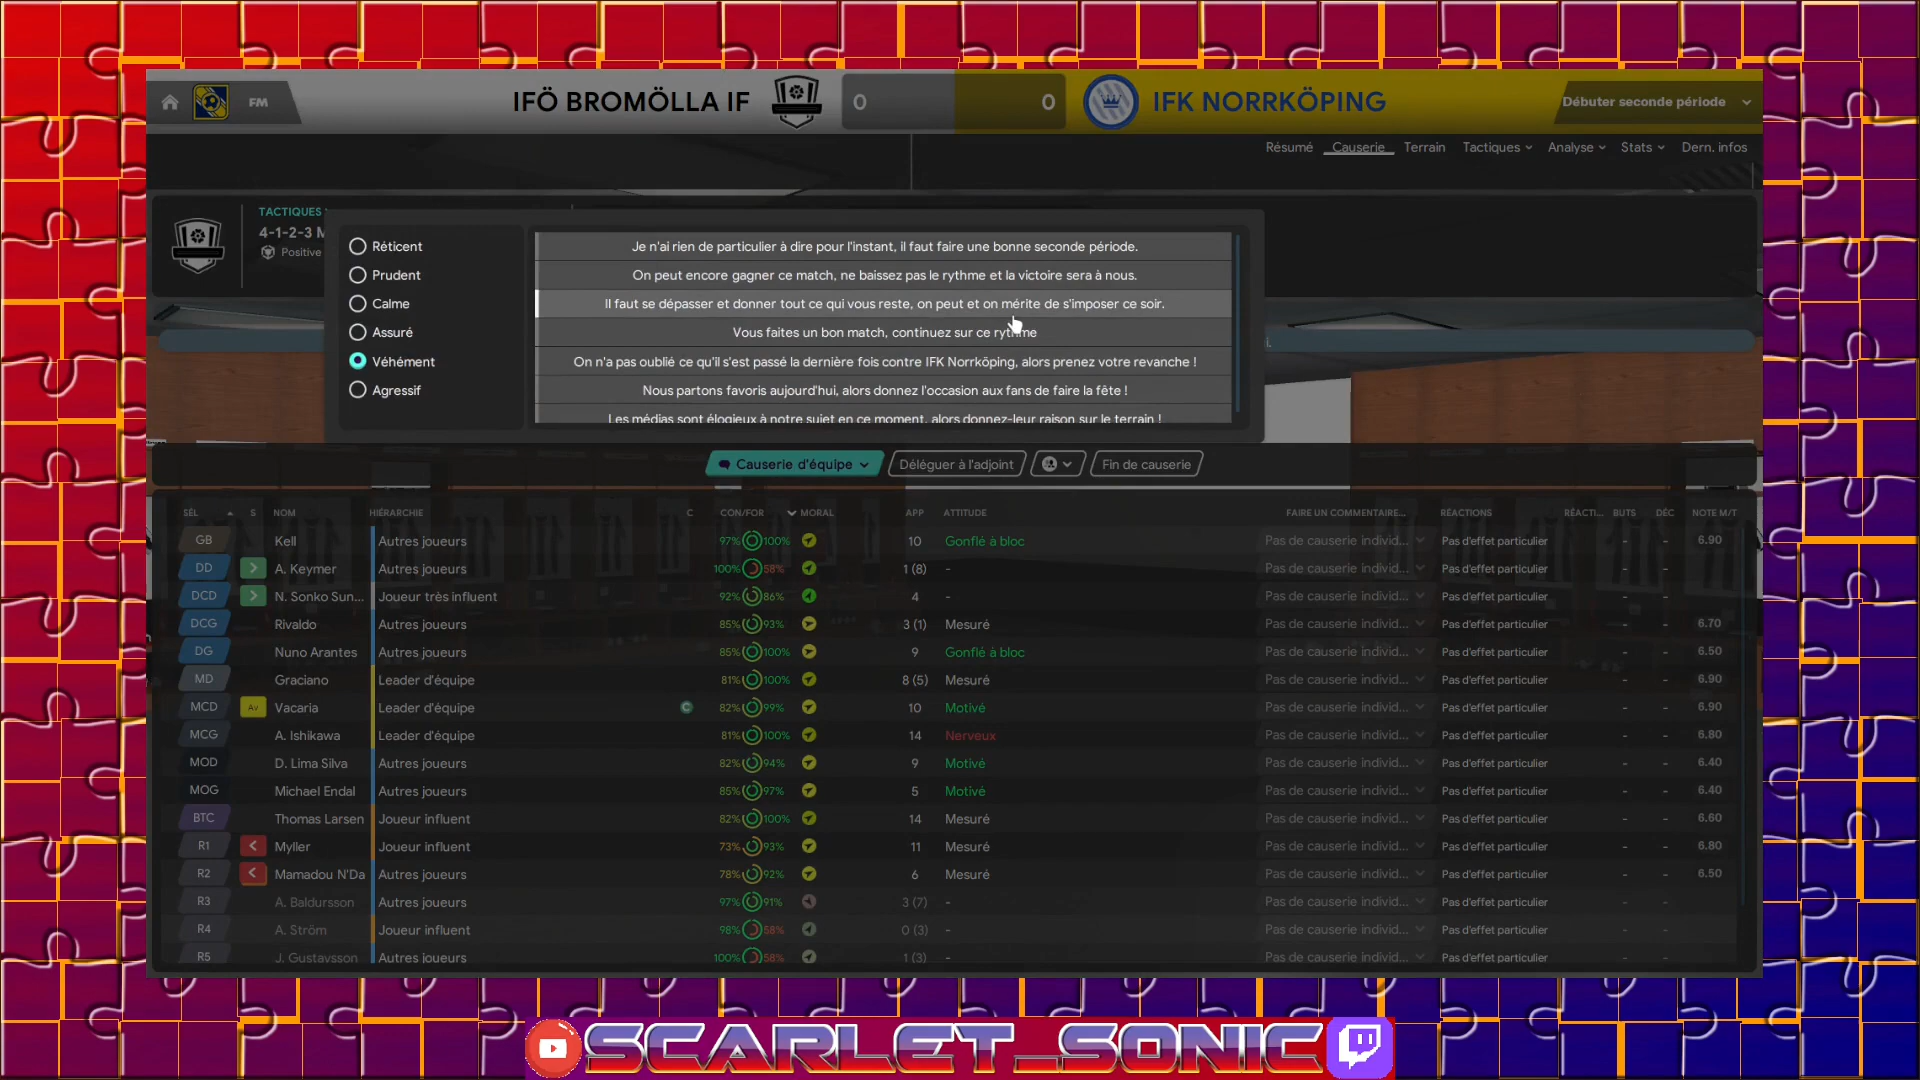 FM
IFÖ BROMÖLLA IF
0
0
IFK NORRKÖPING
Débuter seconde période
Résumé Causerie Terrain Tactiques Analyse Stats Dern. infos
TACTIQUES
4-1-2-3
Positive
Réticent
Prudent
Calme
Assuré
Véhément
Agressif
Je n'ai rien de particulier à dire pour l'instant, il faut faire une bonne seconde période.
On peut encore gagner ce match, ne baissez pas le rythme et la victoire sera à nous.
Il faut se dépasser et donner tout ce qui vous reste, on peut et on mérite de s'imposer ce soir.
Vous faites un bon match, continuez sur ce rythme
On n'a pas oublié ce qu'il s'est passé la dernière fois contre IFK Norrköping, alors prenez votre revanche !
Nous partons favoris aujourd'hui, alors donnez l'occasion aux fans de faire la fête !
Les médias sont élogieux à notre sujet en ce moment, alors donnez-leur raison sur le terrain !
Causerie d'équipe Déléguer à l'adjoint Fin de causerie
SÉL S NOM HIÉRARCHIE C CON/FOR MORAL APP ATTITUDE FAIRE UN COMMENTAIRE... RÉACTIONS RÉACTI... BUTS DÉC NOTE M/T
GB Kell Autres joueurs 97% 100% 10 Gonflé à bloc Pas de causerie individ... Pas d'effet particulier - - 6.90
DD A. Keymer Autres joueurs 100% 58% 1 (8) - Pas de causerie individ... Pas d'effet particulier - -
DCD N. Sonko Sun... Joueur très influent 92% 86% 4 - Pas de causerie individ... Pas d'effet particulier - -
DCG Rivaldo Autres joueurs 85% 93% 3 (1) Mesuré Pas de causerie individ... Pas d'effet particulier - - 6.70
DG Nuno Arantes Autres joueurs 85% 100% 9 Gonflé à bloc Pas de causerie individ... Pas d'effet particulier - - 6.50
MD Graciano Leader d'équipe 81% 100% 8 (5) Mesuré Pas de causerie individ... Pas d'effet particulier - - 6.90
MCD Av Vacaria Leader d'équipe C 82% 99% 10 Motivé Pas de causerie individ... Pas d'effet particulier - - 6.90
MCG A. Ishikawa Leader d'équipe 81% 100% 14 Nerveux Pas de causerie individ... Pas d'effet particulier - - 6.80
MOD D. Lima Silva Autres joueurs 82% 94% 9 Motivé Pas de causerie individ... Pas d'effet particulier - - 6.40
MOG Michael Endal Autres joueurs 85% 97% 5 Motivé Pas de causerie individ... Pas d'effet particulier - - 6.40
BTC Thomas Larsen Joueur influent 82% 100% 14 Mesuré Pas de causerie individ... Pas d'effet particulier - - 6.60
R1 Myller Joueur influent 73% 93% 11 Mesuré Pas de causerie individ... Pas d'effet particulier - - 6.80
R2 Mamadou N'Da Autres joueurs 78% 92% 6 Mesuré Pas de causerie individ... Pas d'effet particulier - - 6.50
R3 A. Baldursson Autres joueurs 97% 91% 3 (7) - Pas de causerie individ... Pas d'effet particulier - -
R4 A. Ström Joueur influent 98% 58% 0 (3) - Pas de causerie individ... Pas d'effet particulier - -
R5 J. Gustavsson Autres joueurs 100% 58% 1 (3) - Pas de causerie individ... Pas d'effet particulier - -
SCARLET_SONIC